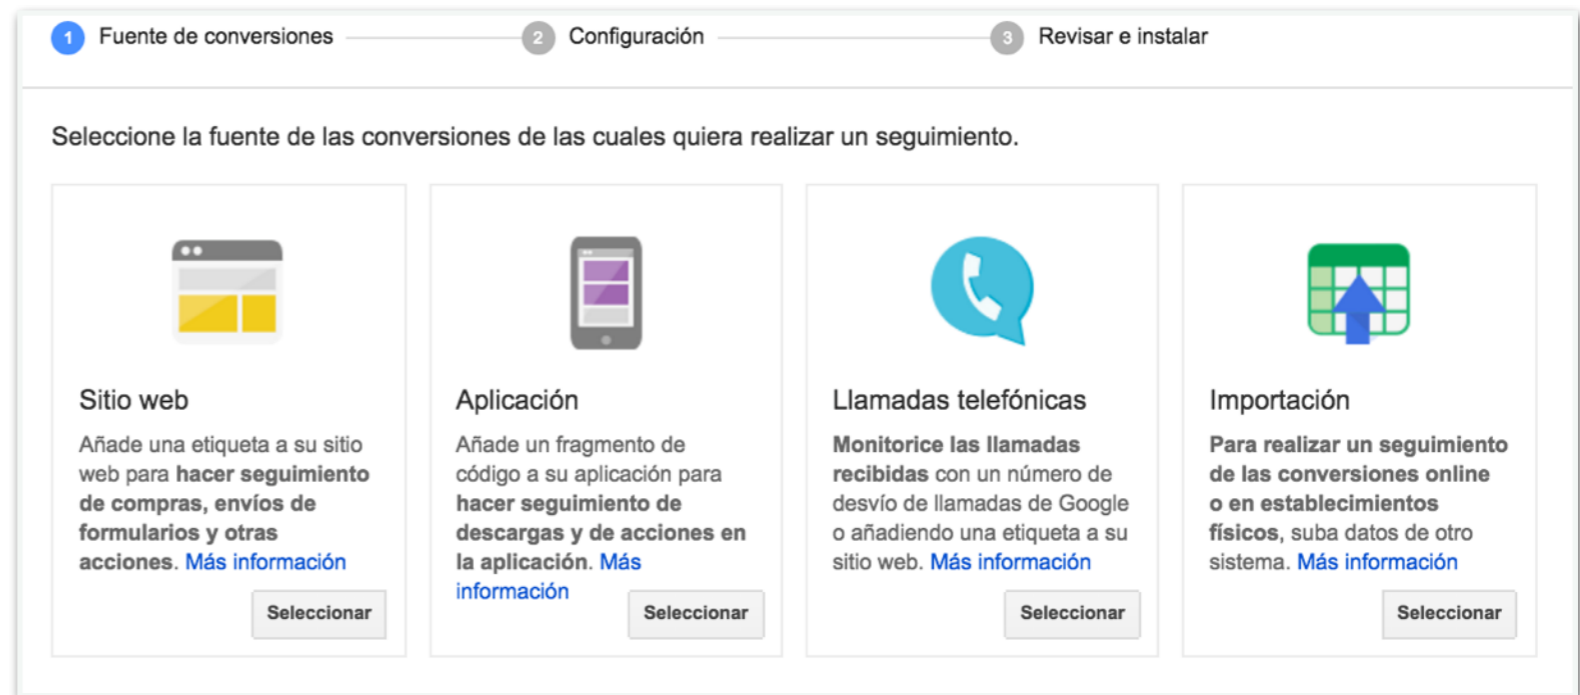 1 Fuente de conversiones 2 Configuración 3 Revisar e instalar
Seleccione la fuente de las conversiones de las cuales quiera realizar un seguimiento.
Sitio web
Añade una etiqueta a su sitio
web para hacer seguimiento
de compras, envíos de
formularios y otras
acciones. Más información
Seleccionar
Aplicación
Añade un fragmento de
código a su aplicación para
hacer seguimiento de
descargas y de acciones en
la aplicación. Más
información
Seleccionar
Llamadas telefónicas
Monitorice las llamadas
recibidas con un número de
desvío de llamadas de Google
o añadiendo una etiqueta a su
sitio web. Más información
Seleccionar
Importación
Para realizar un seguimiento
de las conversiones online
o en establecimientos
físicos, suba datos de otro
sistema. Más información
Seleccionar